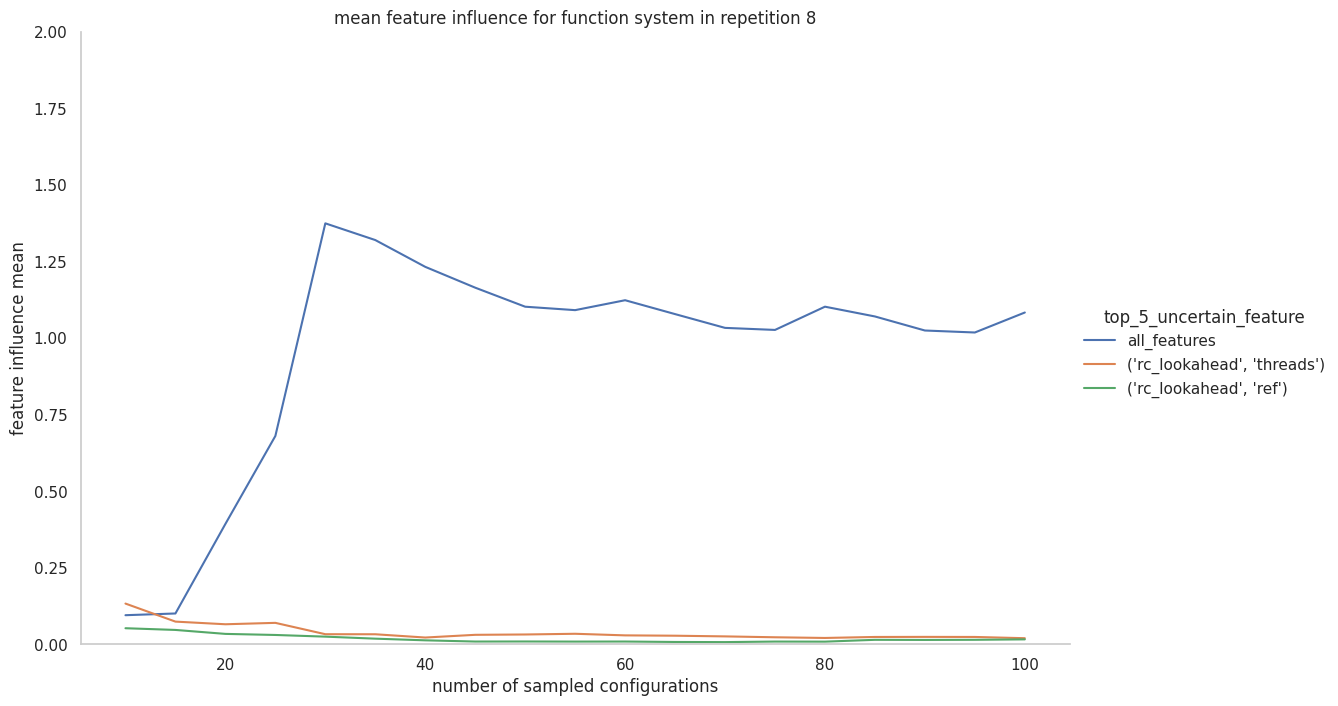 mean feature influence for function system in repetition 8
2.00
1.75
1.50
1.25
1.00
0.75
0.50
0.25
0.00
feature influence mean
20 40 60 80 100
number of sampled configurations
top_5_uncertain_feature
all_features
('rc_lookahead', 'threads')
('rc_lookahead', 'ref')